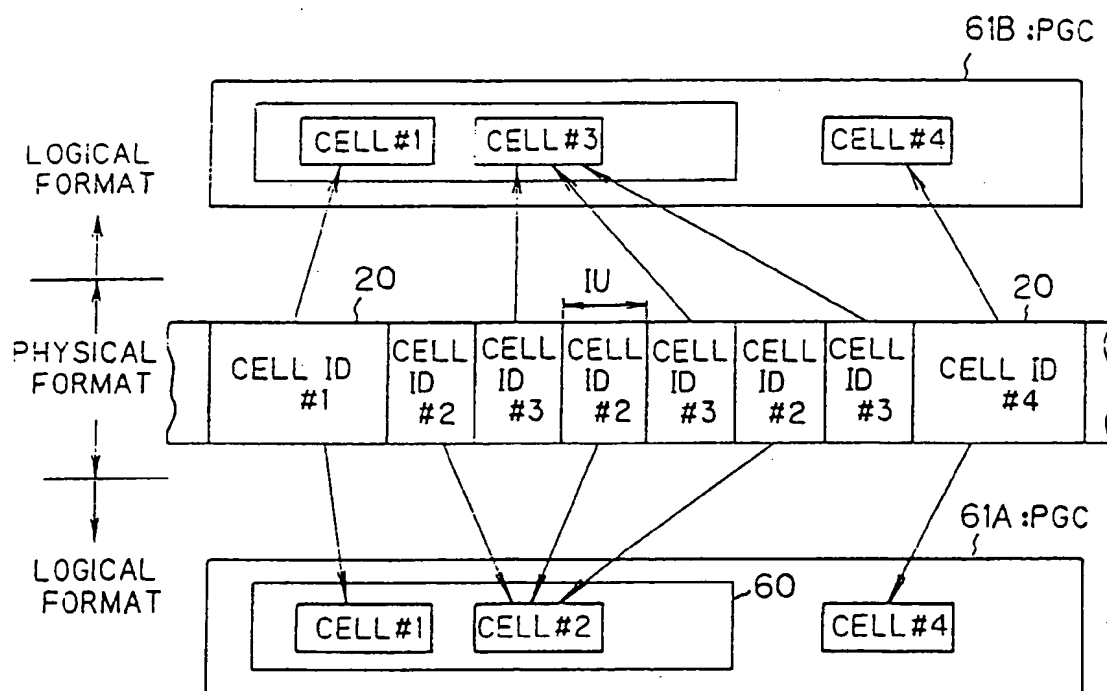 61B :PGC
CELL#1
CELL#3
CELL#4
LOGICAL
FORMAT
20
IU
20
PHYSICAL
FORMAT
CELL ID
#1
CELL
ID
#2
CELL
ID
#3
CELL
ID
#2
CELL
ID
#3
CELL
ID
#2
CELL
ID
#3
CELL ID
#4
61A :PGC
LOGICAL
FORMAT
60
CELL#1
CELL#2
CELL#4